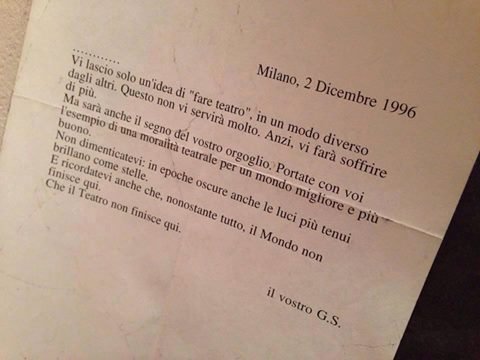 Milano, 2 Dicembre 1996
............
Vi lascio solo un'idea di "fare teatro", in un modo diverso
dagli altri. Questo non vi servirà molto. Anzi, vi farà soffrire
di più.
Ma sarà anche il segno del vostro orgoglio. Portate con voi
l'esempio di una moralità teatrale per un mondo migliore e più
buono.
Non dimenticatevi: in epoche oscure anche le luci più tenui
brillano come stelle.
E ricordatevi anche che, nonostante tutto, il Mondo non
finisce qui.
Che il Teatro non finisce qui.
il vostro G.S.